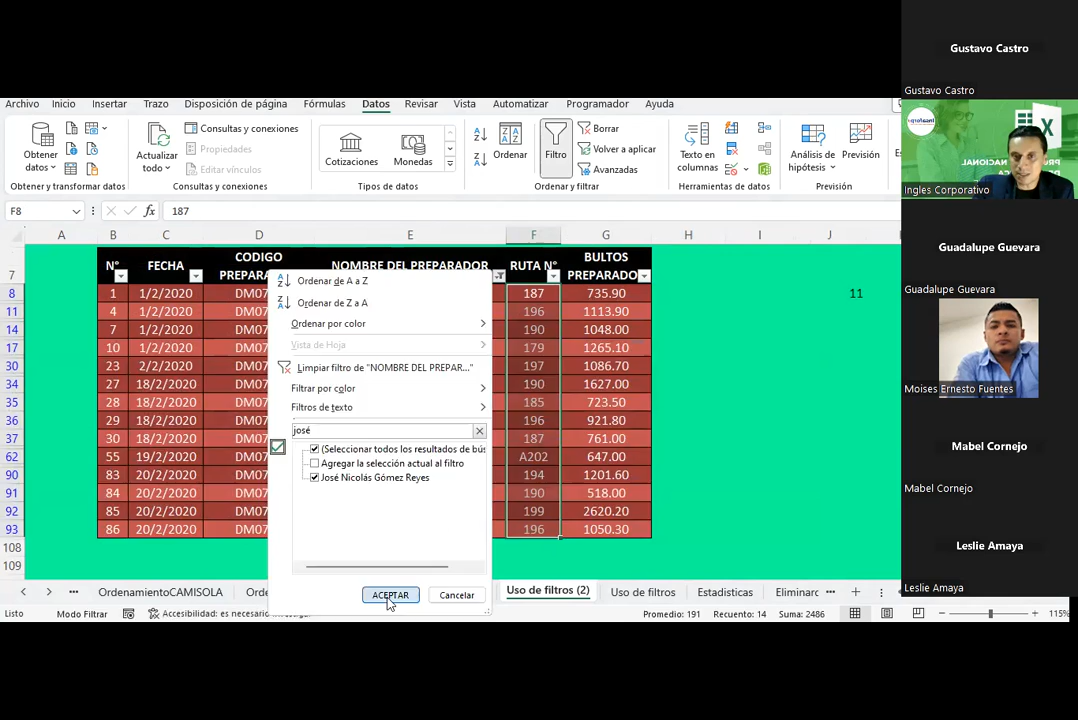 Gustavo Castro
Gustavo Castro
Ingles Corporativo
Guadalupe Guevara
Guadalupe Guevara
Moises Ernesto Fuentes
Mabel Cornejo
Mabel Cornejo
Leslie Amaya
Leslie Amaya
Archivo Inicio Insertar Trazo Disposición de página Fórmulas Datos Revisar Vista Automatizar Programador Ayuda
Obtener datos
Actualizar todo
Consultas y conexiones
Propiedades
Editar vínculos
Cotizaciones Monedas
Ordenar Filtro
Borrar
Volver a aplicar
Avanzadas
Texto en columnas
Análisis de hipótesis
Previsión
Obtener y transformar datos Consultas y conexiones Tipos de datos Ordenar y filtrar Herramientas de datos Previsión
F8 fx 187
A B C D E F G H I J
7 N° FECHA CODIGO PREPARA NOMBRE DEL PREPARADOR RUTA N° BULTOS PREPARADO
8 1 1/2/2020 DM07 187 735.90 11
11 4 1/2/2020 DM07 196 1113.90
14 7 1/2/2020 DM07 190 1048.00
17 10 1/2/2020 DM07 179 1265.10
30 23 2/2/2020 DM07 197 1086.70
34 27 18/2/2020 DM07 190 1627.00
35 28 18/2/2020 DM07 185 723.50
36 29 18/2/2020 DM07 196 921.80
37 30 18/2/2020 DM07 187 761.00
62 55 19/2/2020 DM07 A202 647.00
90 83 20/2/2020 DM07 194 1201.60
91 84 20/2/2020 DM07 190 518.00
92 85 20/2/2020 DM07 199 2620.20
93 86 20/2/2020 DM07 196 1050.30
108
109
Ordenar de A a Z
Ordenar de Z a A
Ordenar por color
Vista de Hoja
Limpiar filtro de "NOMBRE DEL PREPAR..."
Filtrar por color
Filtros de texto
josé
(Seleccionar todos los resultados de bús
Agregar la selección actual al filtro
José Nicolás Gómez Reyes
ACEPTAR Cancelar
OrdenamientoCAMISOLA Orde Uso de filtros (2) Uso de filtros Estadisticas Eliminarc
Listo Modo Filtrar Accesibilidad: es necesario Promedio: 191 Recuento: 14 Suma: 2486 115%